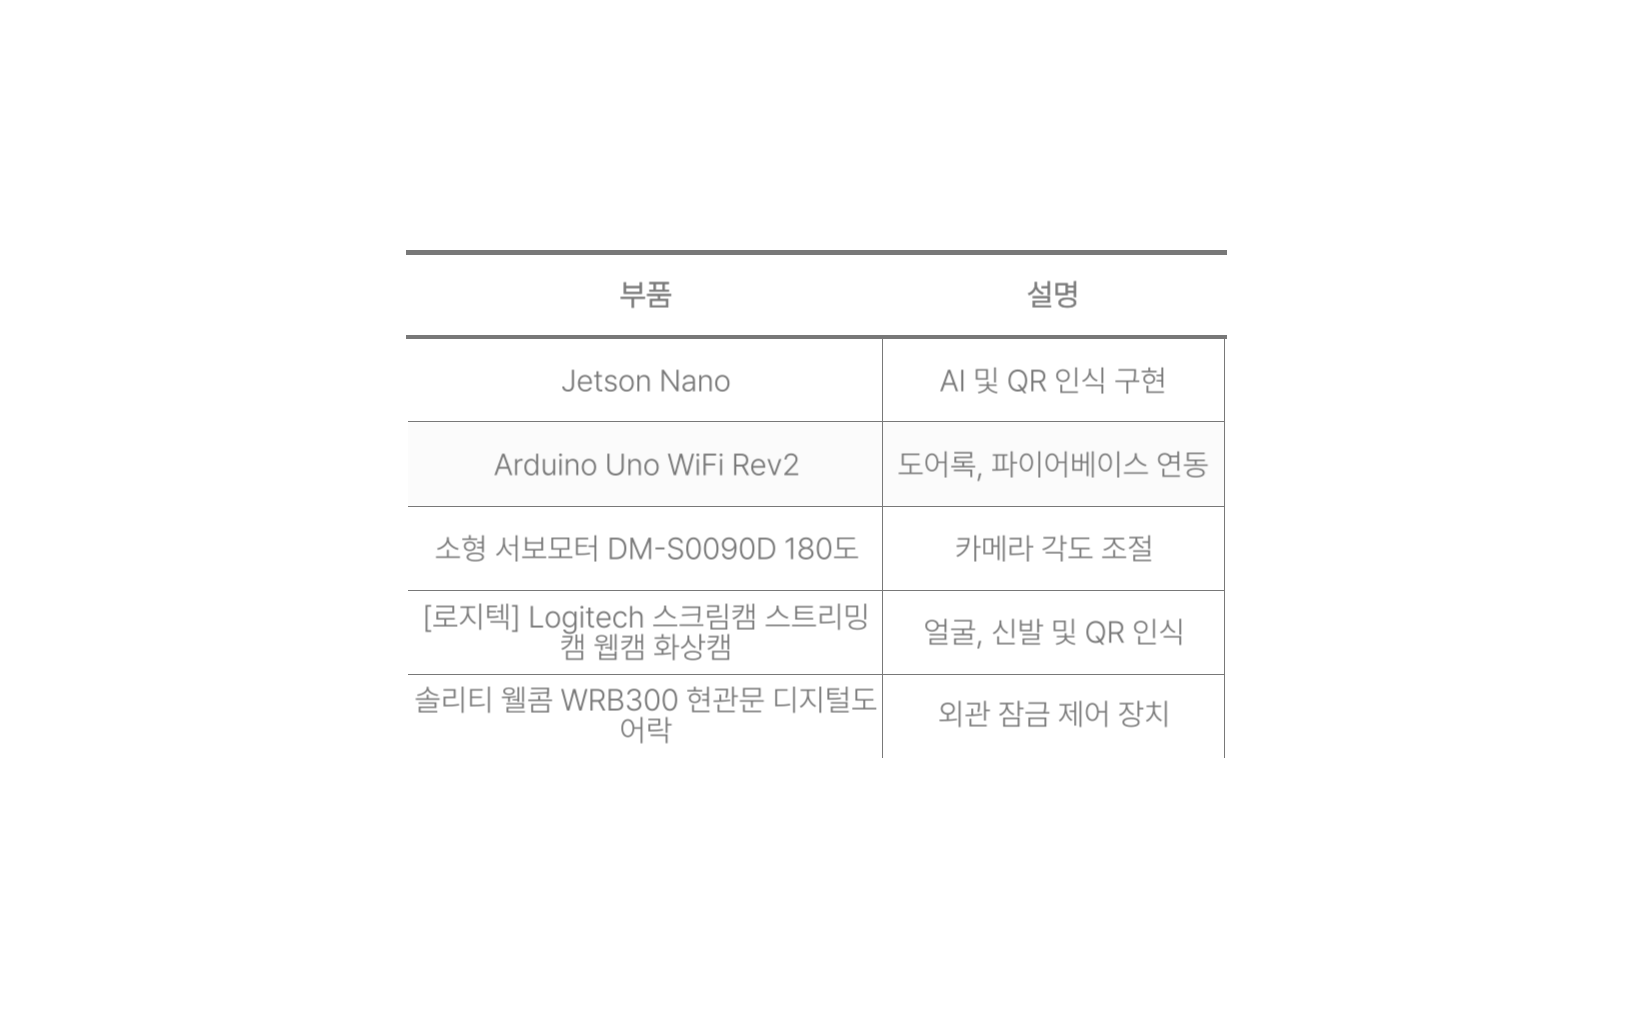 부품 설명
Jetson Nano AI 및 QR 인식 구현
Arduino Uno WiFi Rev2 도어록, 파이어베이스 연동
소형 서보모터 DM-S0090D 180도 카메라 각도 조절
[로지텍] Logitech 스크림캠 스트리밍
캠 웹캠 화상캠
얼굴, 신발 및 QR 인식
솔리티 웰콤 WRB300 현관문 디지털도
어락
외관 잠금 제어 장치